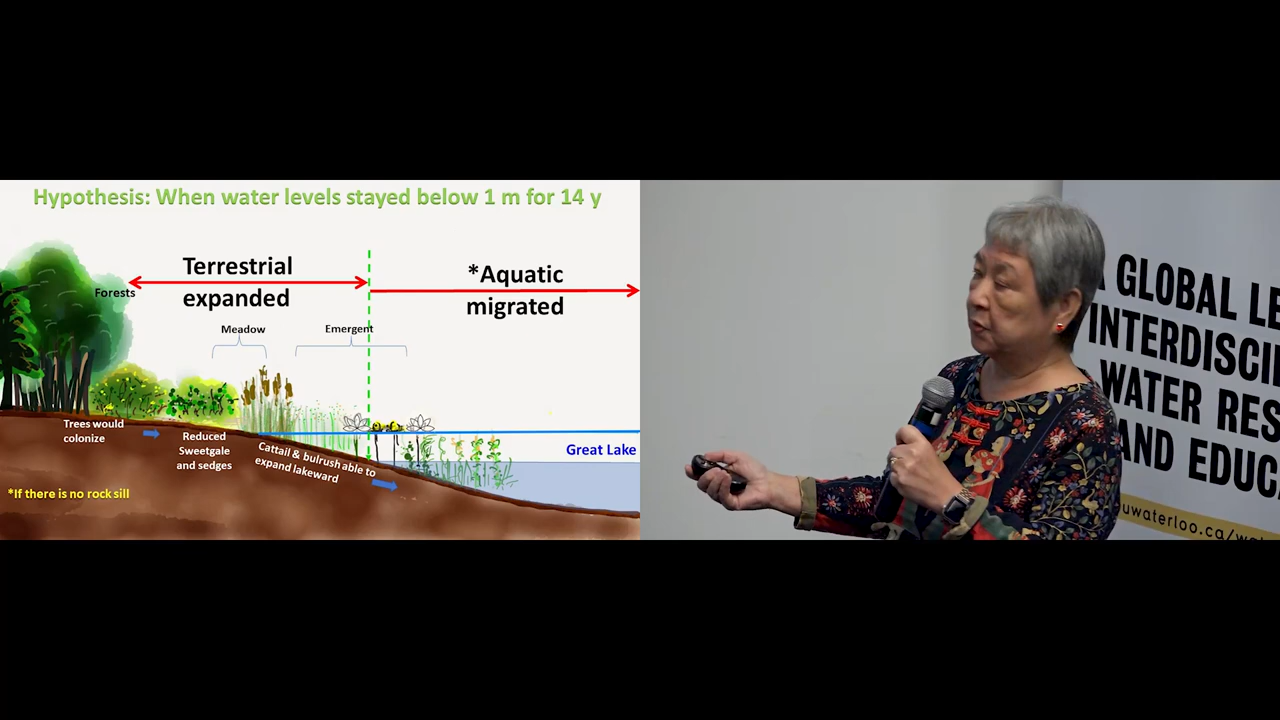 Hypothesis: When water levels stayed below 1 m for 14 y
Terrestrial
expanded
*Aquatic
migrated
Forests
Meadow
Emergent
Trees would
colonize
Reduced
Sweetgale
and sedges
Cattail & bulrush able to
expand lakeward
Great Lake
*If there is no rock sill
A GLOBAL LE
INTERDISCI
WATER RES
AND EDUC
uwaterloo.ca/wat